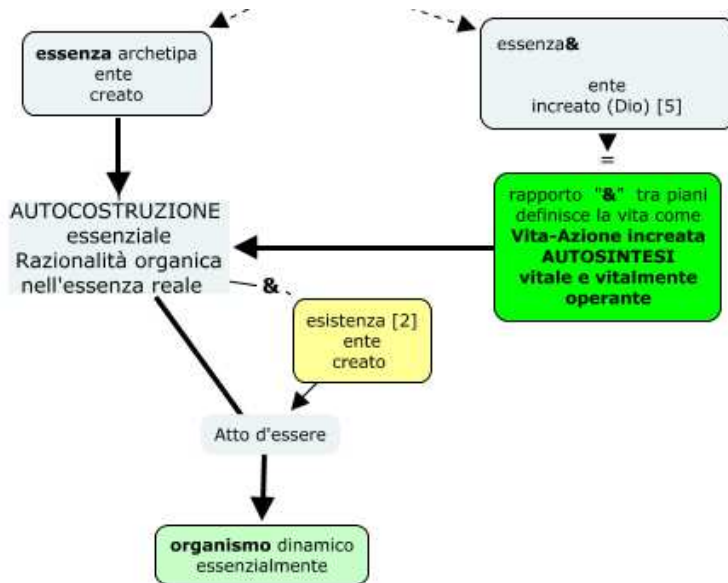 essenza archetipa
ente
creato
essenza&
ente
increato (Dio) [5]
=
rapporto "&" tra piani
definisce la vita come
Vita-Azione increata
AUTOSINTESI
vitale e vitalmente
operante
AUTOCOSTRUZIONE
essenziale
Razionalità organica
nell'essenza reale
&
esistenza [2]
ente
creato
Atto d'essere
organismo dinamico
essenzialmente